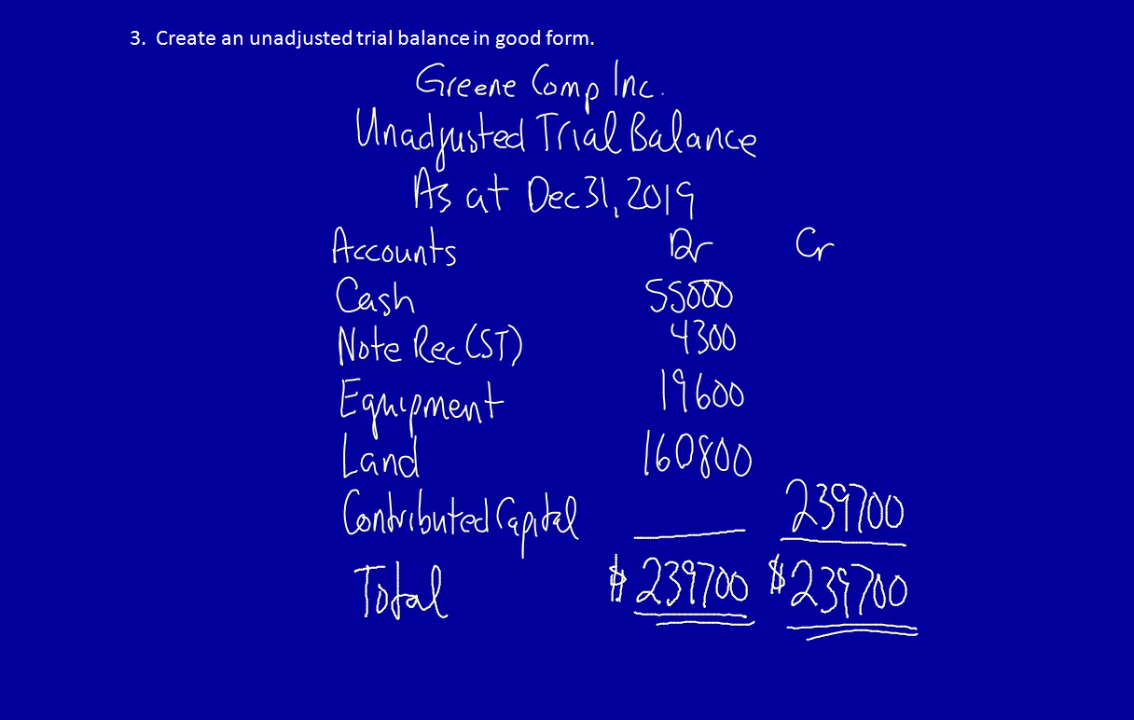 3. Create an unadjusted trial balance in good form.
Greene Comp Inc.
Unadjusted Trial Balance
As at Dec 31, 2019
Accounts Dr Cr
Cash 55000
Note Rec (ST) 4300
Equipment 19600
Land 160800
Contributed Capital 239700
Total $239700 $239700